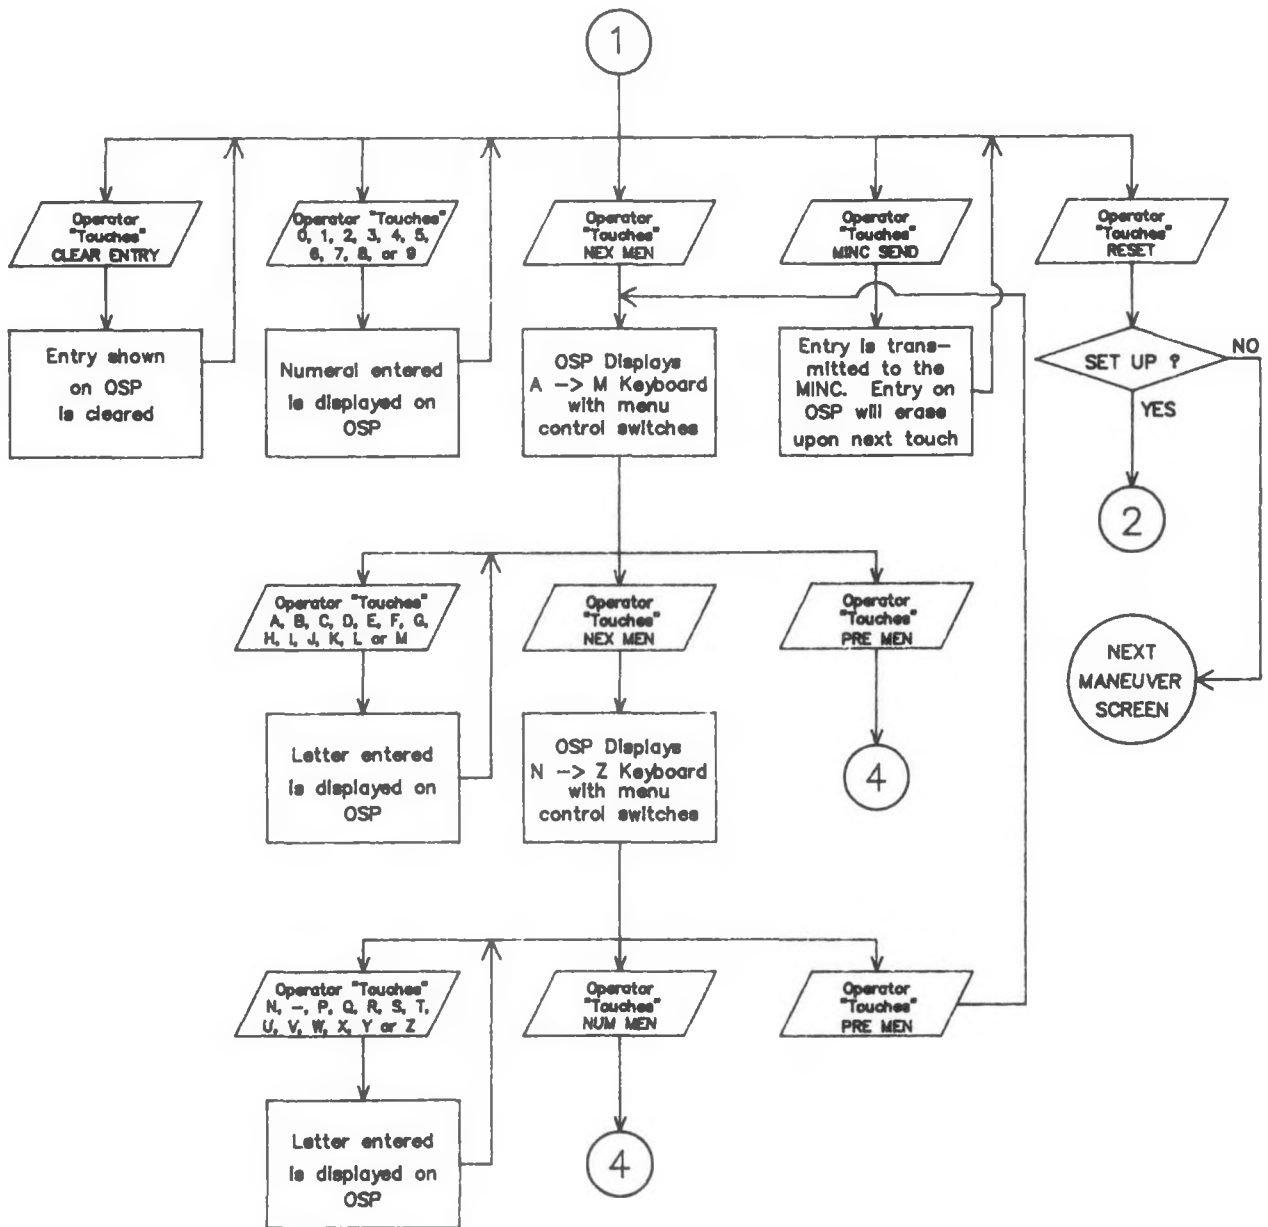 1
Operator
"Touches"
CLEAR ENTRY
Operator "Touches"
0, 1, 2, 3, 4, 5,
6, 7, 8, or 9
Operator
"Touches"
NEX MEN
Operator
"Touches"
MINC SEND
Operator
"Touches"
RESET
Entry shown
on OSP
is cleared
Numeral entered
is displayed on
OSP
OSP Displays
A -> M Keyboard
with menu
control switches
Entry is trans-
mitted to the
MINC. Entry on
OSP will erase
upon next touch
SET UP ?
NO
YES
2
Operator "Touches"
A, B, C, D, E, F, G,
H, I, J, K, L or M
Operator
"Touches"
NEX MEN
Operator
"Touches"
PRE MEN
NEXT
MANEUVER
SCREEN
Letter entered
is displayed on
OSP
OSP Displays
N -> Z Keyboard
with menu
control switches
4
Operator "Touches"
N, -, P, Q, R, S, T,
U, V, W, X, Y or Z
Operator
"Touches"
NUM MEN
Operator
"Touches"
PRE MEN
Letter entered
is displayed on
OSP
4